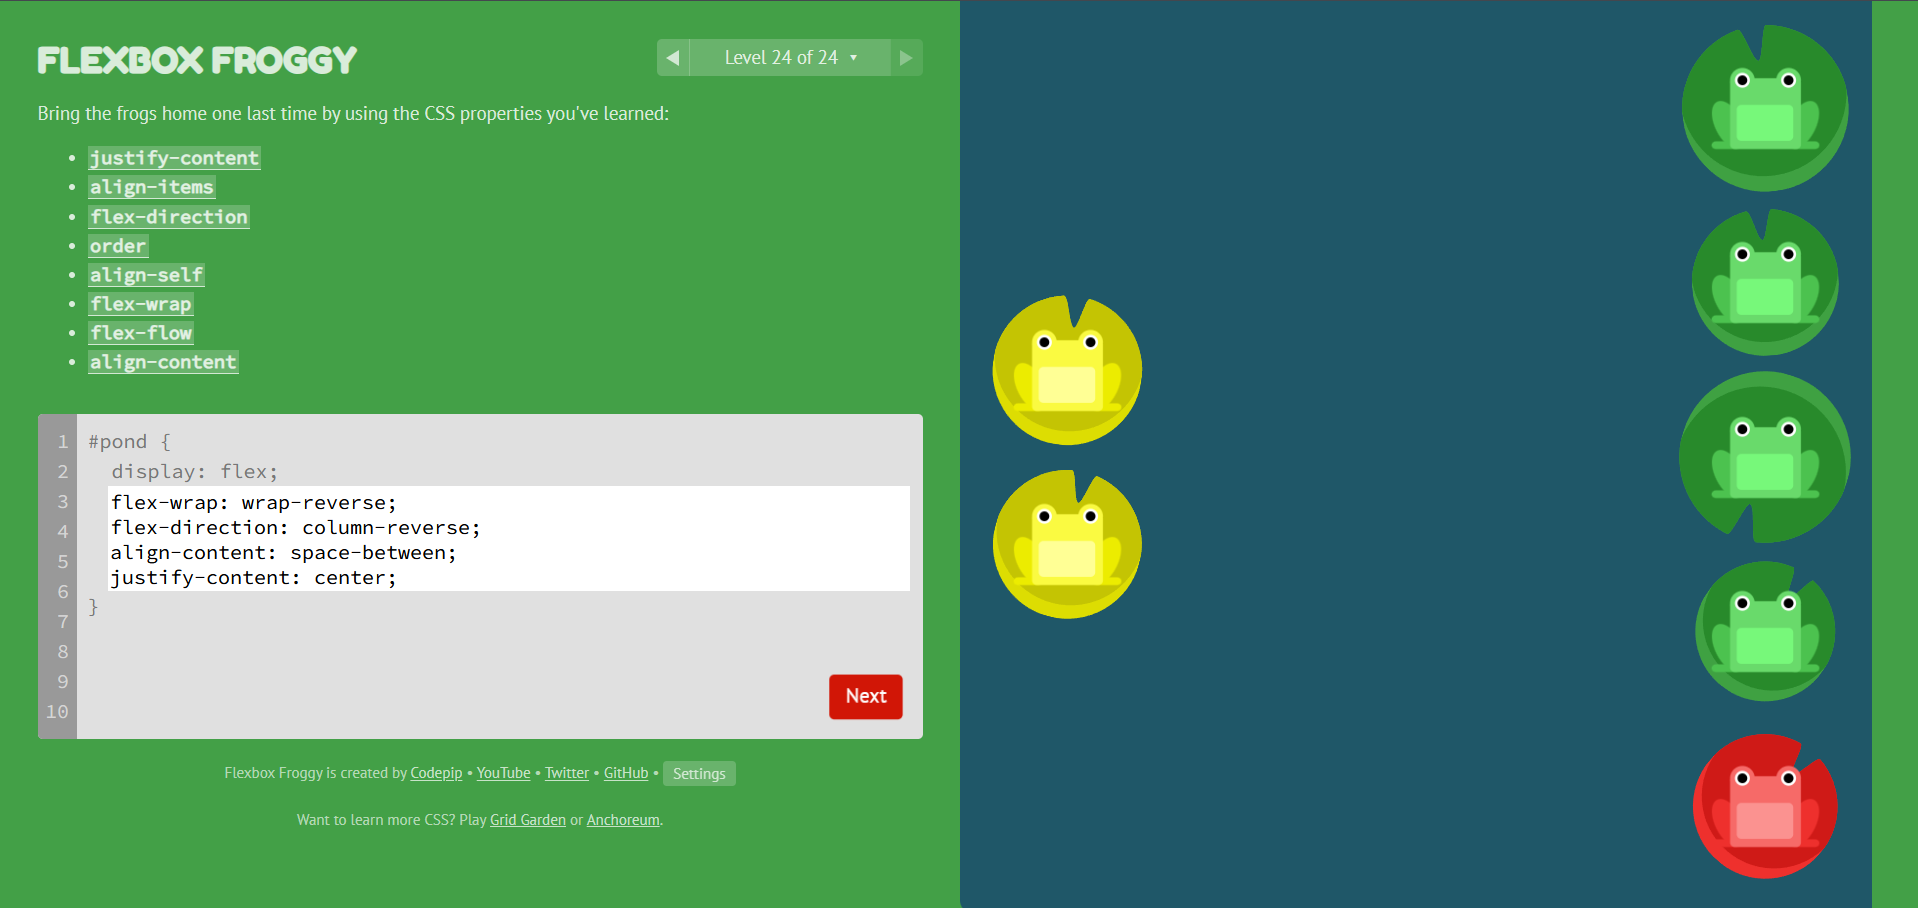 FLEXBOX FROGGY
◀ Level 24 of 24 ▾ ▶
Bring the frogs home one last time by using the CSS properties you've learned:
• justify-content
• align-items
• flex-direction
• order
• align-self
• flex-wrap
• flex-flow
• align-content
1 #pond {
2 display: flex;
3 flex-wrap: wrap-reverse;
4 flex-direction: column-reverse;
5 align-content: space-between;
6 justify-content: center;
7 }
8
9
10
Next
Flexbox Froggy is created by Codepip • YouTube • Twitter • GitHub • Settings
Want to learn more CSS? Play Grid Garden or Anchoreum.